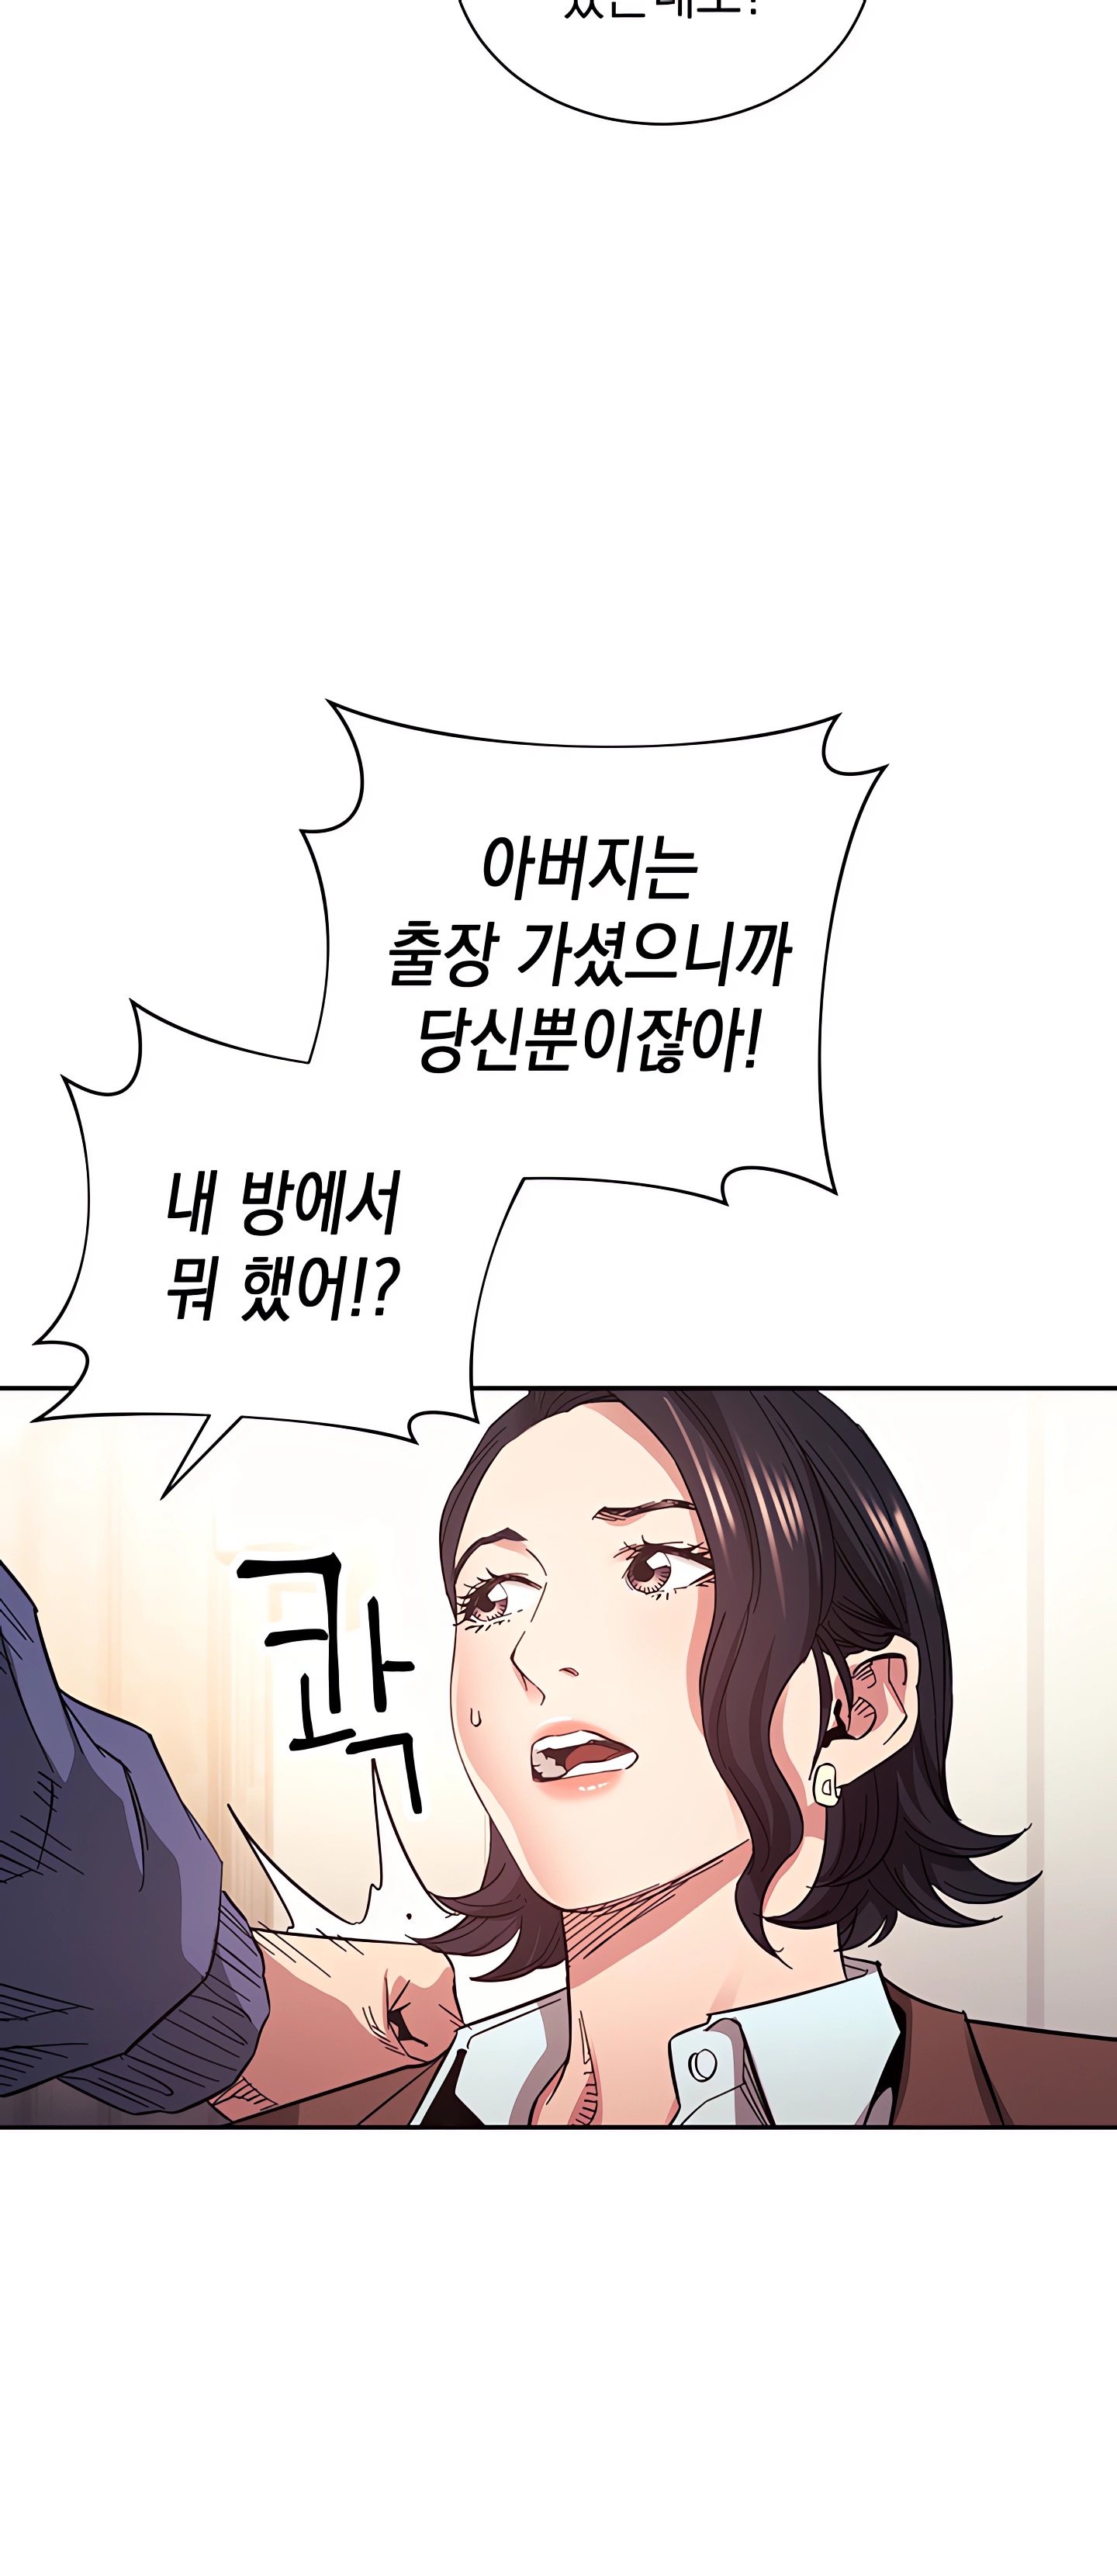 아버지는
출장 가셨으니까
당신뿐이잖아!
내 방에서
뭐 했어!?
콱